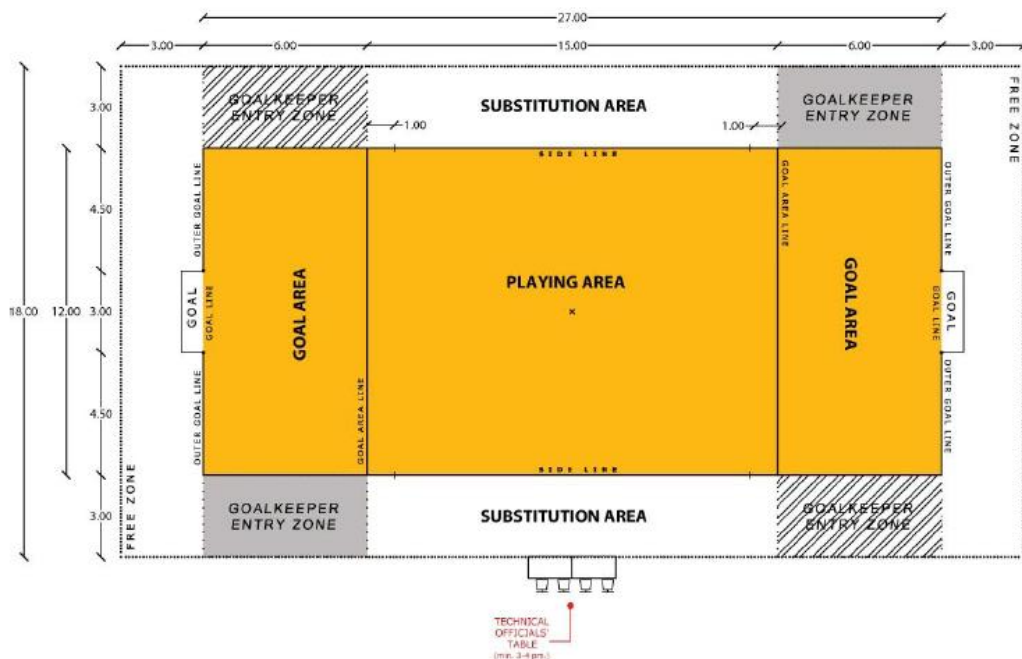 27.00
3.00
6.00
15.00
6.00
3.00
3.00
GOALKEEPER
ENTRY ZONE
SUBSTITUTION AREA
GOALKEEPER
ENTRY ZONE
FREE ZONE
1.00
1.00
SIDE LINE
OUTER GOAL LINE
GOAL AREA LINE
OUTER GOAL LINE
4.50
18.00
12.00
3.00
GOAL
GOAL LINE
GOAL AREA
PLAYING AREA
×
GOAL AREA
GOAL LINE
GOAL
4.50
OUTER GOAL LINE
GOAL AREA LINE
OUTER GOAL LINE
SIDE LINE
3.00
FREE ZONE
GOALKEEPER
ENTRY ZONE
SUBSTITUTION AREA
GOALKEEPER
ENTRY ZONE
TECHNICAL
OFFICIALS'
TABLE
(min. 3-4 pm.)